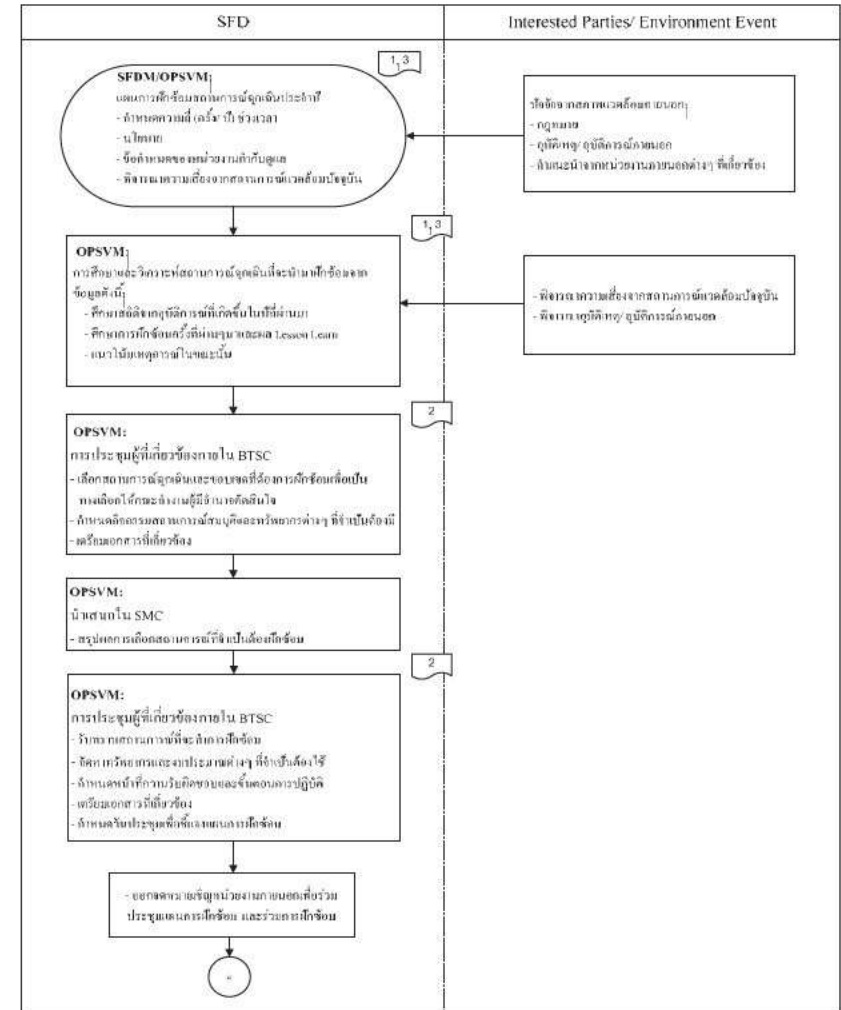 SFD
Interested Parties/ Environment Event
1,3
SFDM/OPSVM:
แผนการฝึกซ้อมสถานการณ์ฉุกเฉินประจำปี
- กำหนดความถี่ (ครั้ง/ ปี) ช่วงเวลา
- นโยบาย
- ข้อกำหนดของหน่วยงานกำกับดูแล
- พิจารณาความเสี่ยงจากสถานการณ์แวดล้อมปัจจุบัน
ปัจจัยจากสภาพแวดล้อมภายนอก:
- กฎหมาย
- อุบัติเหตุ/ อุบัติการณ์ภายนอก
- คำแนะนำจากหน่วยงานภายนอกต่างๆ ที่เกี่ยวข้อง
1,3
OPSVM:
การศึกษาและวิเคราะห์สถานการณ์ฉุกเฉินที่จะนำมาฝึกซ้อมจาก
ข้อมูลดังนี้:
- ศึกษาสถิติจากอุบัติการณ์ที่เกิดขึ้นในปีที่ผ่านมา
- ศึกษาการฝึกซ้อมครั้งที่ผ่านๆมาและผล Lesson Learn
- แนวโน้มเหตุการณ์ในขณะนั้น
- พิจารณาความเสี่ยงจากสถานการณ์แวดล้อมปัจจุบัน
- พิจารณาอุบัติเหตุ/ อุบัติการณ์ภายนอก
2
OPSVM:
การประชุมผู้ที่เกี่ยวข้องภายใน BTSC
- เลือกสถานการณ์ฉุกเฉินและขอบเขตที่ต้องการฝึกซ้อมเพื่อเป็น
ทางเลือกให้คณะทำงานผู้มีอำนาจตัดสินใจ
- กำหนดกิจกรรมสถานการณ์สมมุติและทรัพยากรต่างๆ ที่จำเป็นต้องมี
- เตรียมเอกสารที่เกี่ยวข้อง
OPSVM:
นำเสนอใน SMC
- สรุปผลการเลือกสถานการณ์ที่จำเป็นต้องฝึกซ้อม
2
OPSVM:
การประชุมผู้ที่เกี่ยวข้องภายใน BTSC
- รับทราบสถานการณ์ที่จะทำการฝึกซ้อม
- จัดหาทรัพยากรและงบประมาณต่างๆ ที่จำเป็นต้องใช้
- กำหนดหน้าที่ความรับผิดชอบและขั้นตอนการปฏิบัติ
- เตรียมเอกสารที่เกี่ยวข้อง
- กำหนดวันประชุมเพื่อชี้แจงแผนการฝึกซ้อม
- ออกจดหมายเชิญหน่วยงานภายนอกเพื่อร่วม
ประชุมแผนการฝึกซ้อม และร่วมการฝึกซ้อม